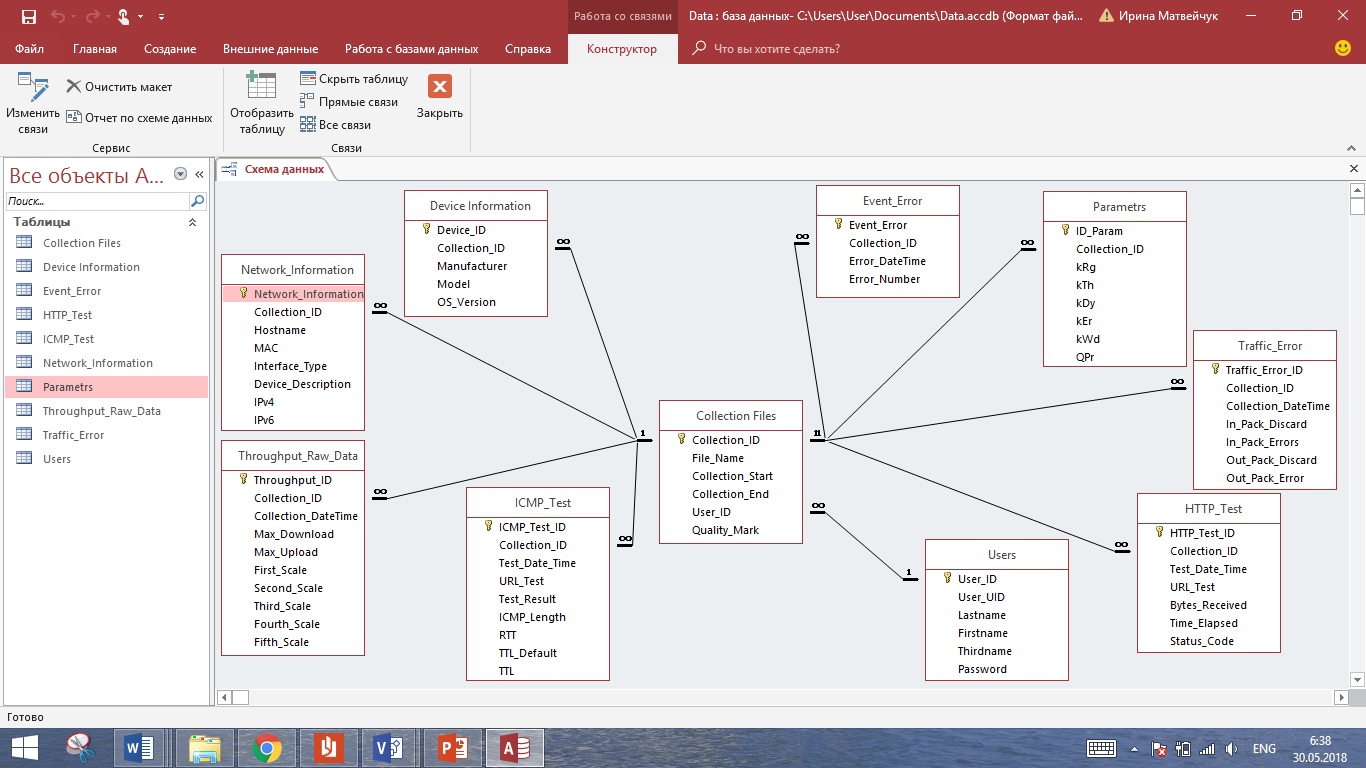 Работа со связями
Data : база данных- C:\Users\User\Documents\Data.accdb (Формат фай...
Ирина Матвейчук
Файл
Главная
Создание
Внешние данные
Работа с базами данных
Справка
Конструктор
Что вы хотите сделать?
Изменить связи
Очистить макет
Отчет по схеме данных
Сервис
Отобразить таблицу
Скрыть таблицу
Прямые связи
Все связи
Связи
Закрыть
Все объекты A...
Поиск...
Таблицы
Collection Files
Device Information
Event_Error
HTTP_Test
ICMP_Test
Network_Information
Parametrs
Throughput_Raw_Data
Traffic_Error
Users
Схема данных
Network_Information
Network_Information
Collection_ID
Hostname
MAC
Interface_Type
Device_Description
IPv4
IPv6
Device Information
Device_ID
Collection_ID
Manufacturer
Model
OS_Version
Throughput_Raw_Data
Throughput_ID
Collection_ID
Collection_DateTime
Max_Download
Max_Upload
First_Scale
Second_Scale
Third_Scale
Fourth_Scale
Fifth_Scale
ICMP_Test
ICMP_Test_ID
Collection_ID
Test_Date_Time
URL_Test
Test_Result
ICMP_Length
RTT
TTL_Default
TTL
Collection Files
Collection_ID
File_Name
Collection_Start
Collection_End
User_ID
Quality_Mark
Event_Error
Event_Error
Collection_ID
Error_DateTime
Error_Number
Parametrs
ID_Param
Collection_ID
kRg
kTh
kDy
kEr
kWd
QPr
Traffic_Error
Traffic_Error_ID
Collection_ID
Collection_DateTime
In_Pack_Discard
In_Pack_Errors
Out_Pack_Discard
Out_Pack_Error
HTTP_Test
HTTP_Test_ID
Collection_ID
Test_Date_Time
URL_Test
Bytes_Received
Time_Elapsed
Status_Code
Users
User_ID
User_UID
Lastname
Firstname
Thirdname
Password
∞
∞
∞
∞
1
11
∞
∞
∞
∞
∞
1
Готово
ENG
6:38
30.05.2018